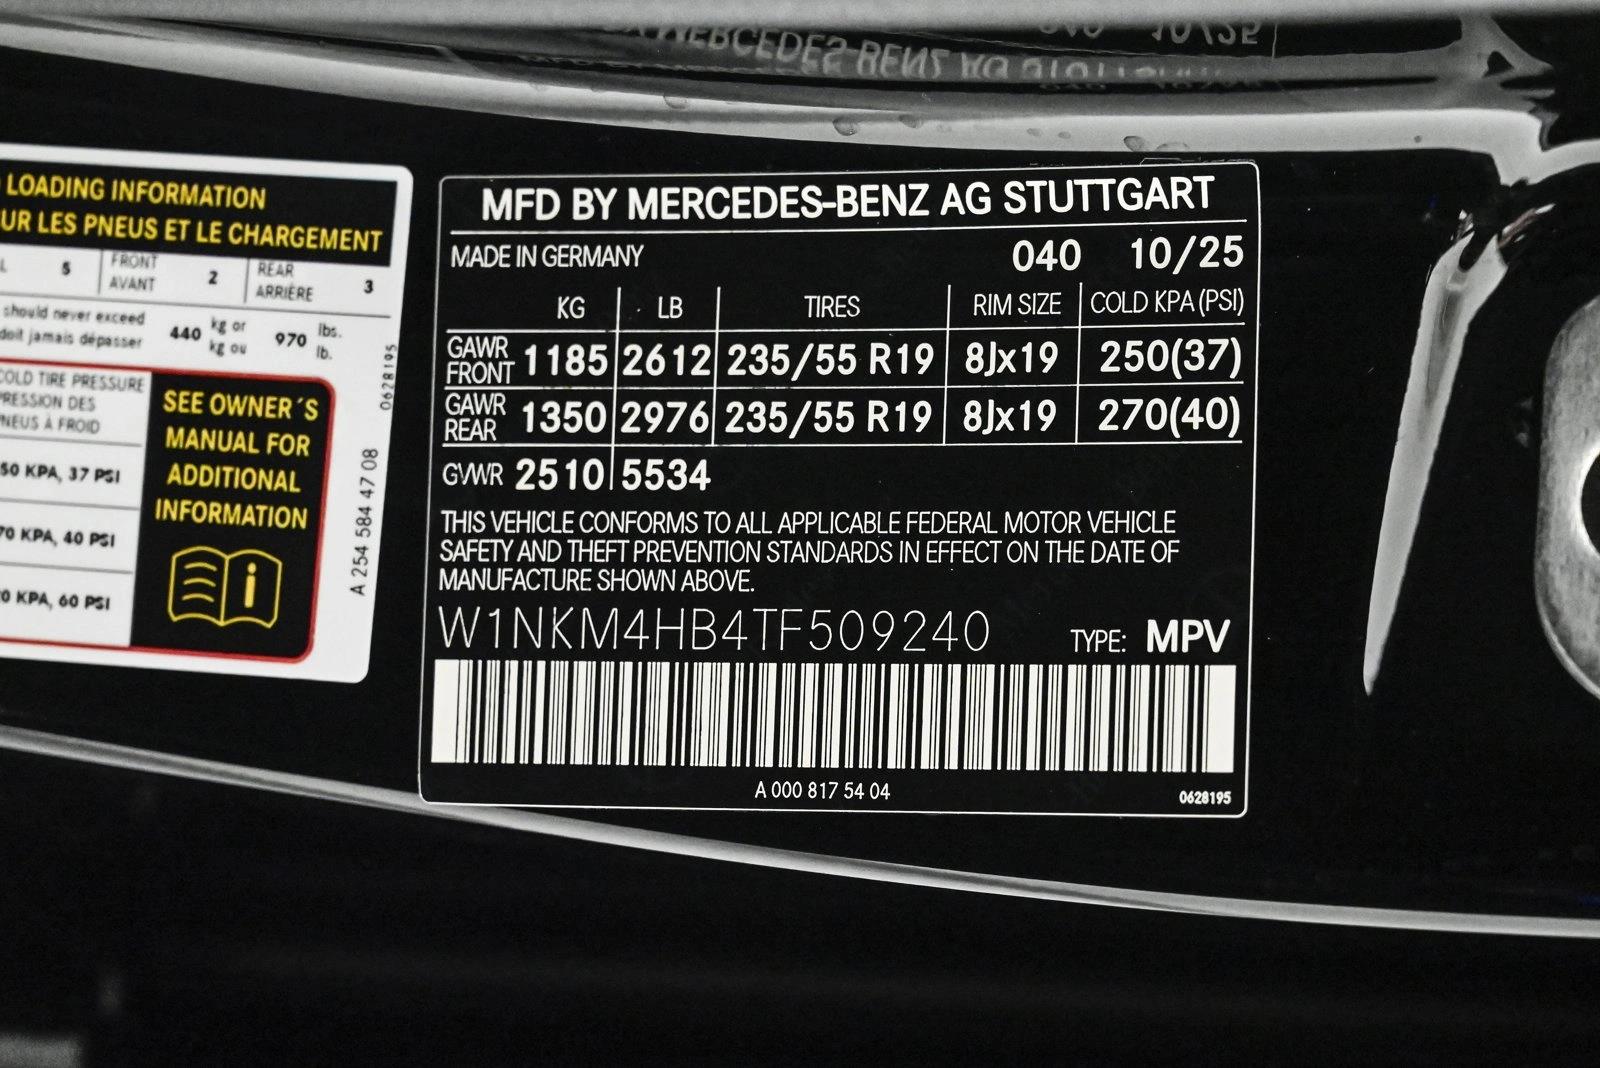 LOADING INFORMATION
UR LES PNEUS ET LE CHARGEMENT
L 5 FRONT AVANT 2 REAR ARRIÈRE 3
should never exceed
doit jamais dépasser
440 kg or kg ou 970 lbs. lb.
COLD TIRE PRESSURE
RESSION DES
NEUS À FROID
50 KPA, 37 PSI
70 KPA, 40 PSI
0 KPA, 60 PSI
SEE OWNER´S
MANUAL FOR
ADDITIONAL
INFORMATION
i
0628195
A 254 584 47 08
MFD BY MERCEDES-BENZ AG STUTTGART
MADE IN GERMANY 040 10/25
KG LB TIRES RIM SIZE COLD KPA(PSI)
GAWR FRONT 1185 2612 235/55 R19 8Jx19 250(37)
GAWR REAR 1350 2976 235/55 R19 8Jx19 270(40)
GVWR 2510 5534
THIS VEHICLE CONFORMS TO ALL APPLICABLE FEDERAL MOTOR VEHICLE
SAFETY AND THEFT PREVENTION STANDARDS IN EFFECT ON THE DATE OF
MANUFACTURE SHOWN ABOVE.
W1NKM4HB4TF509240 TYPE: MPV
A 000 817 54 04
0628195